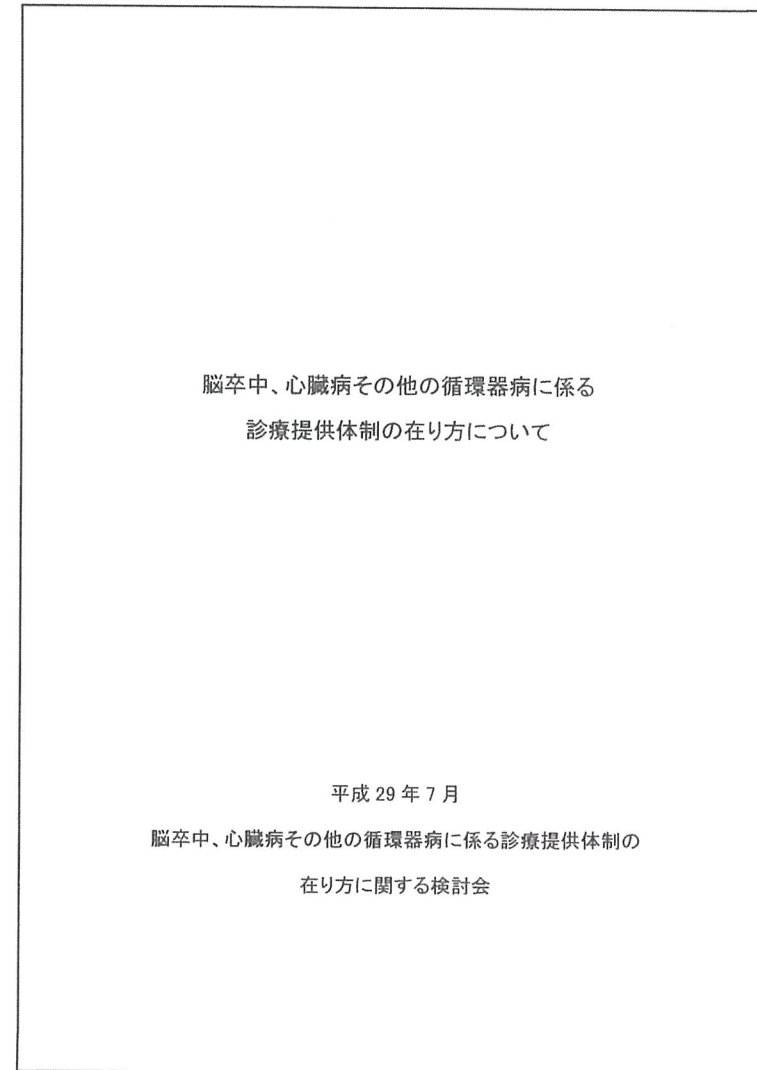 脳卒中、心臓病その他の循環器病に係る
診療提供体制の在り方について
平成 29 年 7 月
脳卒中、心臓病その他の循環器病に係る診療提供体制の
在り方に関する検討会